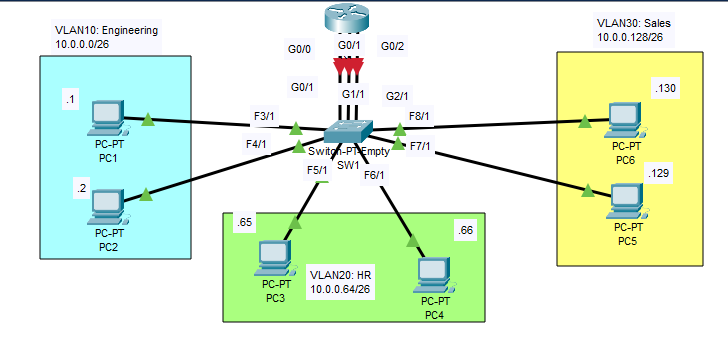 VLAN10: Engineering
10.0.0.0/26
G0/0
G0/1
G0/2
VLAN30: Sales
10.0.0.128/26
G0/1
G1/1
G2/1
.1
PC-PT
PC1
.2
PC-PT
PC2
F3/1
F4/1
F5/1
F6/1
F7/1
F8/1
Switch-PT-Empty
SW1
.130
PC-PT
PC6
.129
PC-PT
PC5
.65
PC-PT
PC3
VLAN20: HR
10.0.0.64/26
.66
PC-PT
PC4